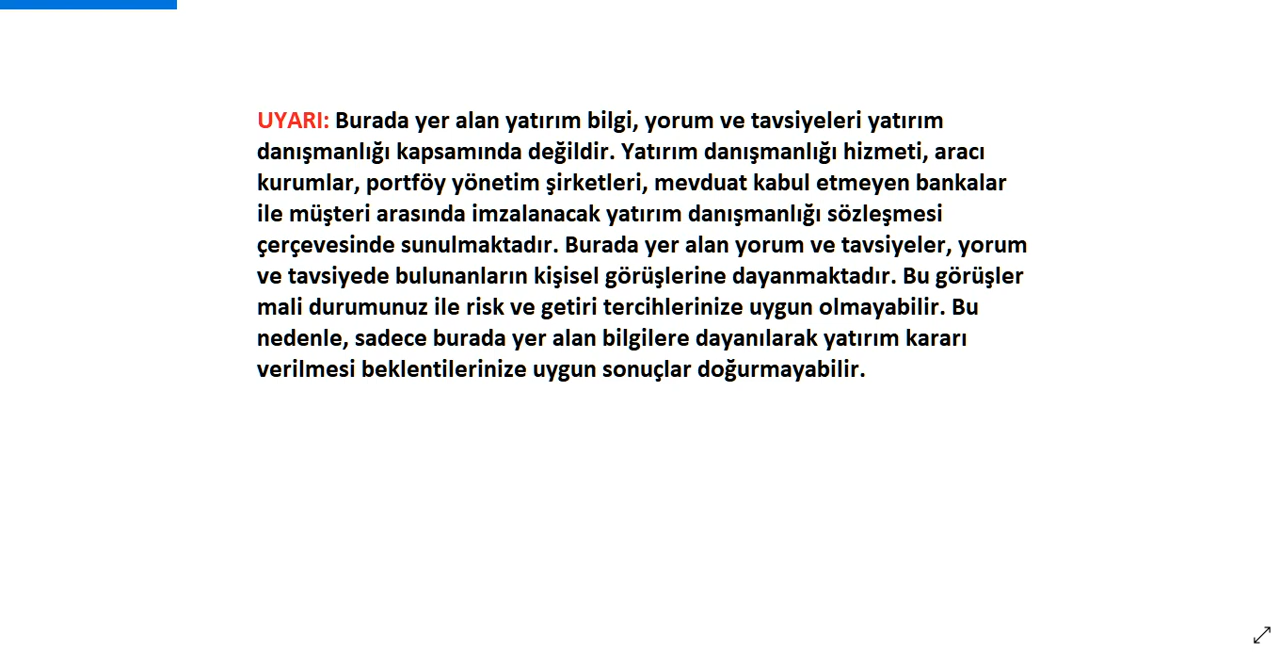 UYARI: Burada yer alan yatırım bilgi, yorum ve tavsiyeleri yatırım
danışmanlığı kapsamında değildir. Yatırım danışmanlığı hizmeti, aracı
kurumlar, portföy yönetim şirketleri, mevduat kabul etmeyen bankalar
ile müşteri arasında imzalanacak yatırım danışmanlığı sözleşmesi
çerçevesinde sunulmaktadır. Burada yer alan yorum ve tavsiyeler, yorum
ve tavsiyede bulunanların kişisel görüşlerine dayanmaktadır. Bu görüşler
mali durumunuz ile risk ve getiri tercihlerinize uygun olmayabilir. Bu
nedenle, sadece burada yer alan bilgilere dayanılarak yatırım kararı
verilmesi beklentilerinize uygun sonuçlar doğurmayabilir.